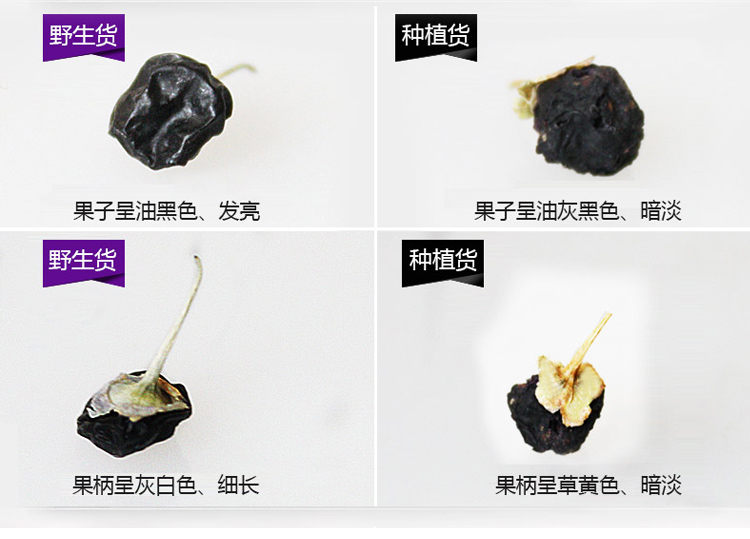 野生货
种植货
果子呈油黑色、发亮
果子呈油灰黑色、暗淡
野生货
种植货
果柄呈灰白色、细长
果柄呈草黄色、暗淡